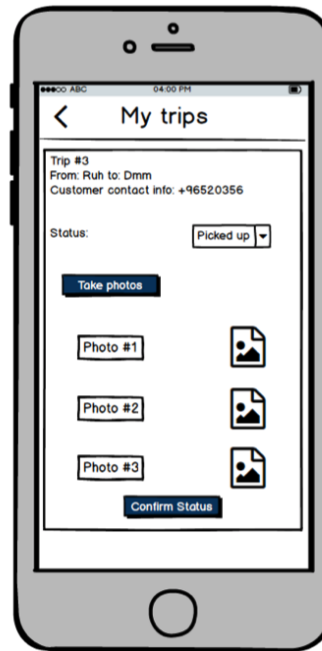 ABC 04:00 PM
My trips
Trip #3
From: Ruh to: Dmm
Customer contact info: +96520356
Status: Picked up
Take photos
Photo #1
Photo #2
Photo #3
Confirm Status